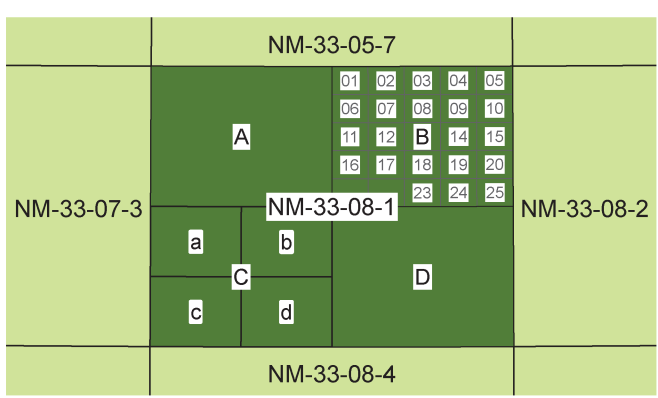 NM-33-05-7
01 02 03 04 05
06 07 08 09 10
A
11 12 B 14 15
16 17 18 19 20
23 24 25
NM-33-07-3
NM-33-08-1
NM-33-08-2
a b
C
D
c d
NM-33-08-4